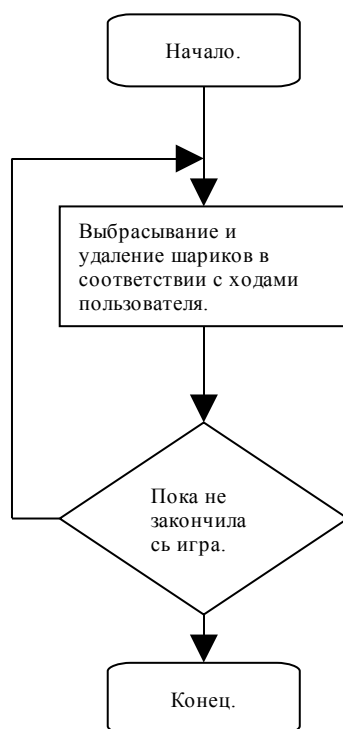 Начало.
Выбрасывание и
удаление шариков в
соответствии с ходами
пользователя.
Пока не
закончила
сь игра.
Конец.